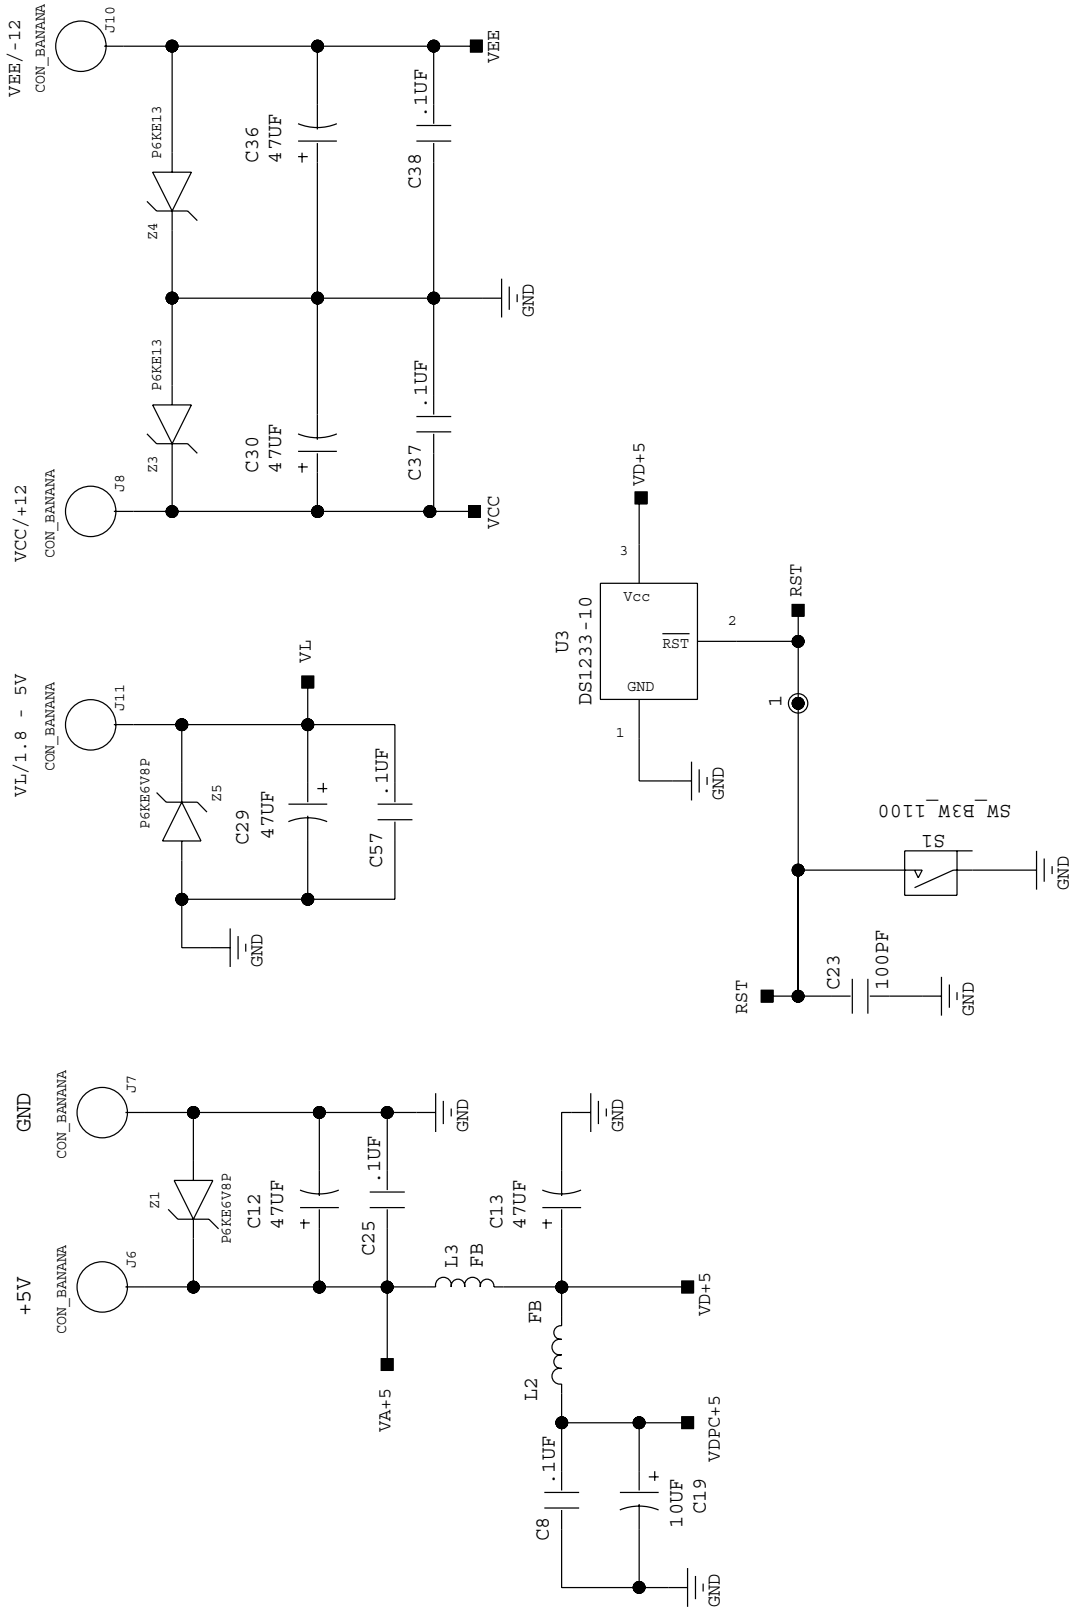 +5V
CON_BANANA
J6
GND
CON_BANANA
J7
Z1
P6KE6V8P
C12
47UF
+
C25
.1UF
GND
VA+5
L3
FB
C13
47UF
+
GND
FB
L2
VD+5
VDPC+5
C8
.1UF
+
10UF
C19
GND
VL/1.8 - 5V
CON_BANANA
J11
P6KE6V8P
Z5
C29
47UF
+
C57
.1UF
VL
GND
VCC/+12
CON_BANANA
J8
VEE/-12
CON_BANANA
J10
Z3
P6KE13
Z4
P6KE13
C30
47UF
+
C36
47UF
+
C37
.1UF
C38
.1UF
VCC
GND
VEE
U3
DS1233-10
GND
RST
Vcc
1
2
3
VD+5
GND
RST
1
S1
SW_B3W_1100
GND
RST
C23
100PF
GND